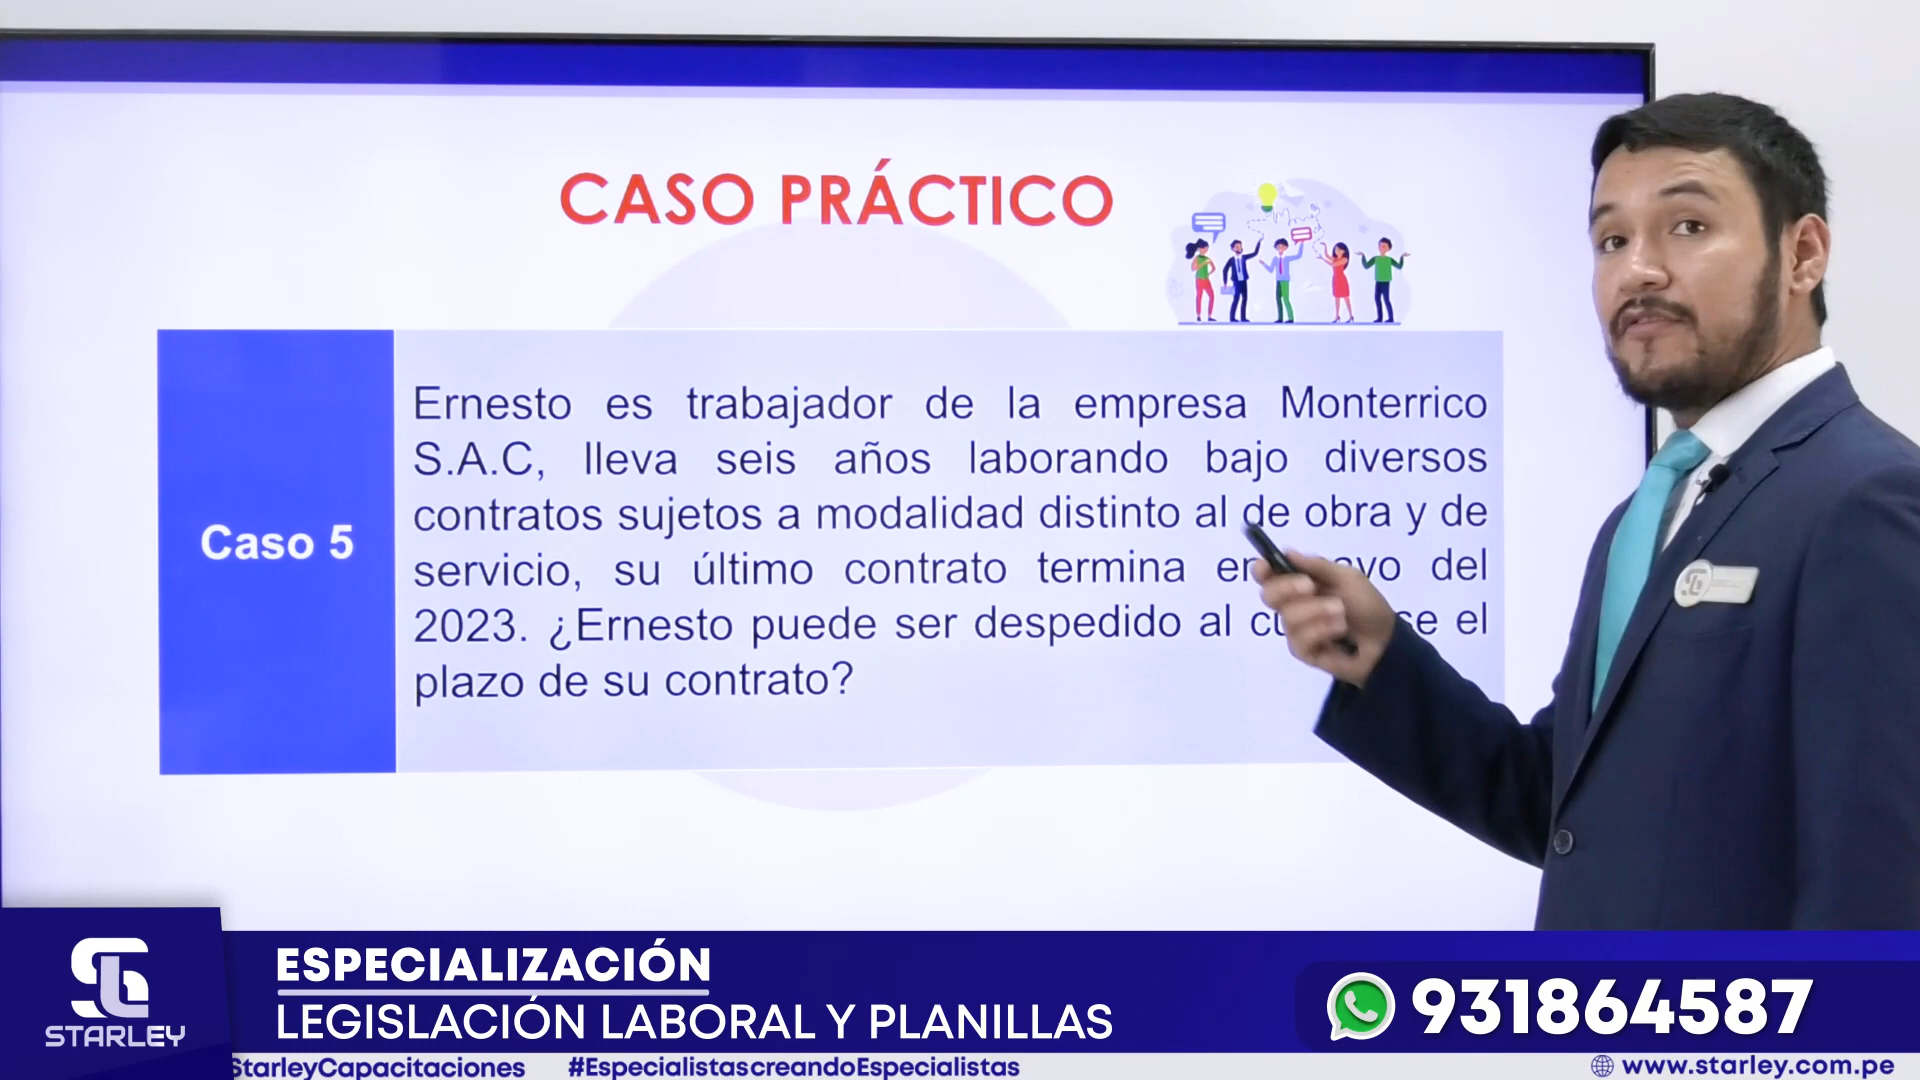 CASO PRÁCTICO
Caso 5
Ernesto es trabajador de la empresa Monterrico
S.A.C, lleva seis años laborando bajo diversos
contratos sujetos a modalidad distinto al de obra y de
servicio, su último contrato termina en del
2023. ¿Ernesto puede ser despedido al el
plazo de su contrato?
STARLEY
ESPECIALIZACIÓN
LEGISLACIÓN LABORAL Y PLANILLAS
931864587
StarleyCapacitaciones #EspecialistascreandoEspecialistas
www.starley.com.pe